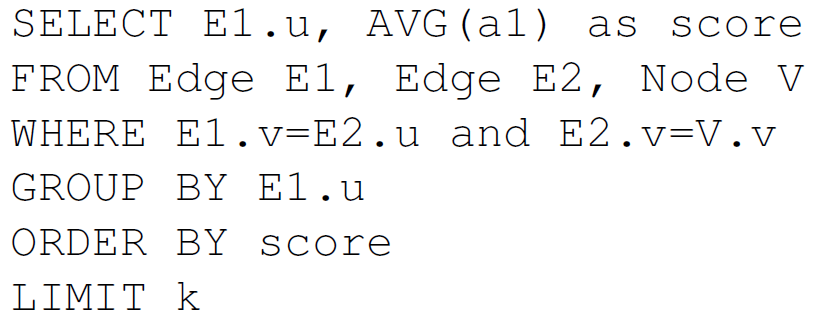 SELECT E1.u, AVG(a1) as score
FROM Edge E1, Edge E2, Node V
WHERE E1.v=E2.u and E2.v=V.v
GROUP BY E1.u
ORDER BY score
LIMIT k